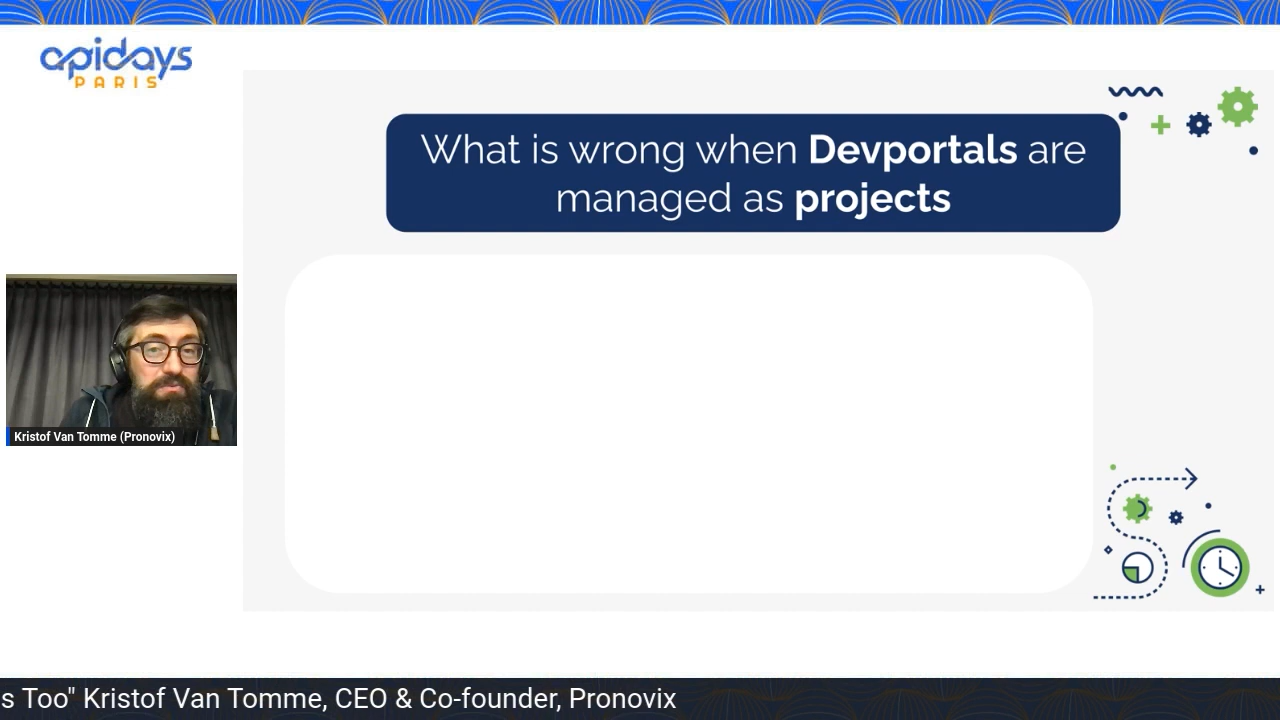 apidays
PARIS
What is wrong when Devportals are
managed as projects
Kristof Van Tomme (Pronovix)
s Too" Kristof Van Tomme, CEO & Co-founder, Pronovix